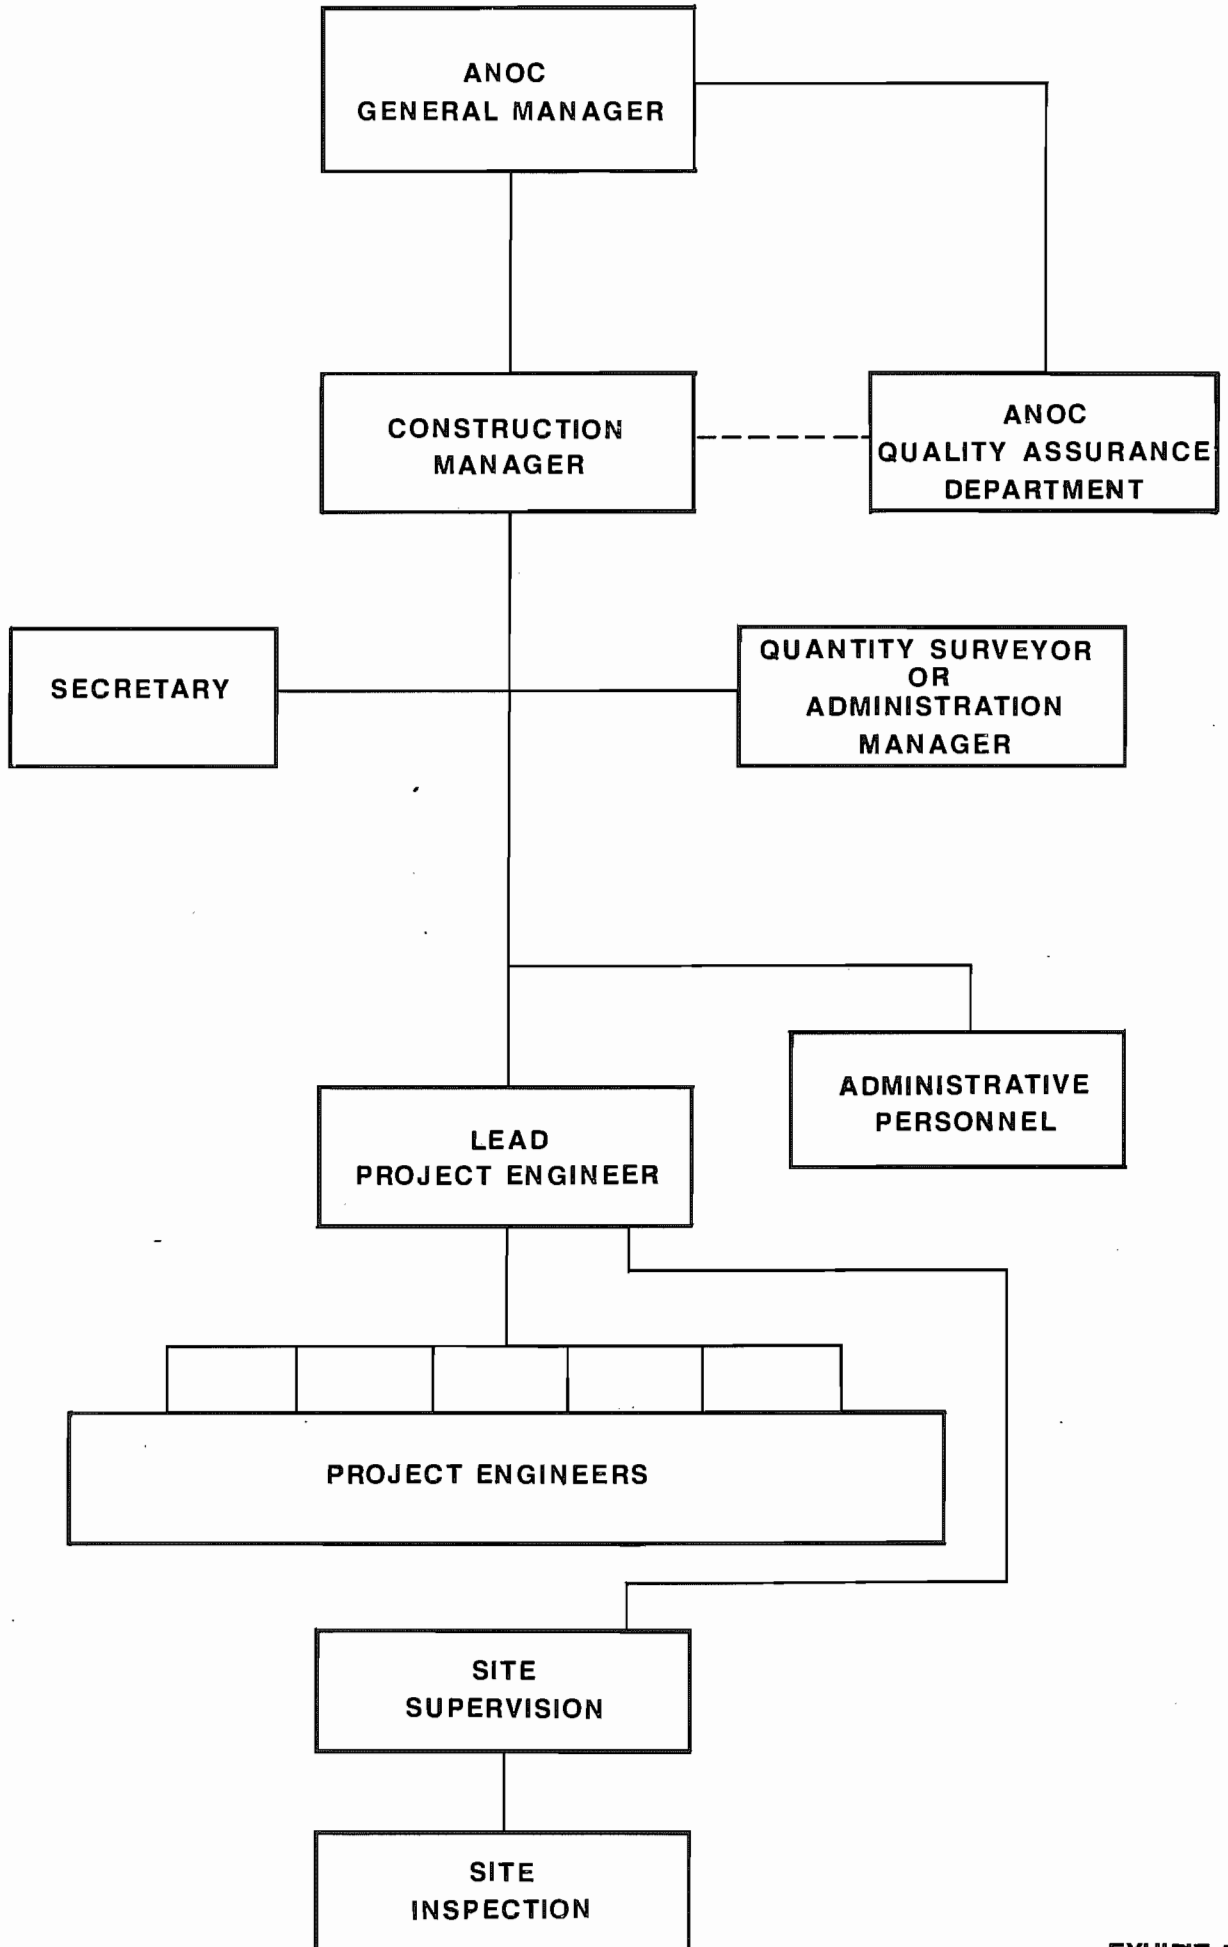 ANOC
GENERAL MANAGER
CONSTRUCTION
MANAGER
ANOC
QUALITY ASSURANCE
DEPARTMENT
SECRETARY
QUANTITY SURVEYOR
OR
ADMINISTRATION
MANAGER
ADMINISTRATIVE
PERSONNEL
LEAD
PROJECT ENGINEER
PROJECT ENGINEERS
SITE
SUPERVISION
SITE
INSPECTION